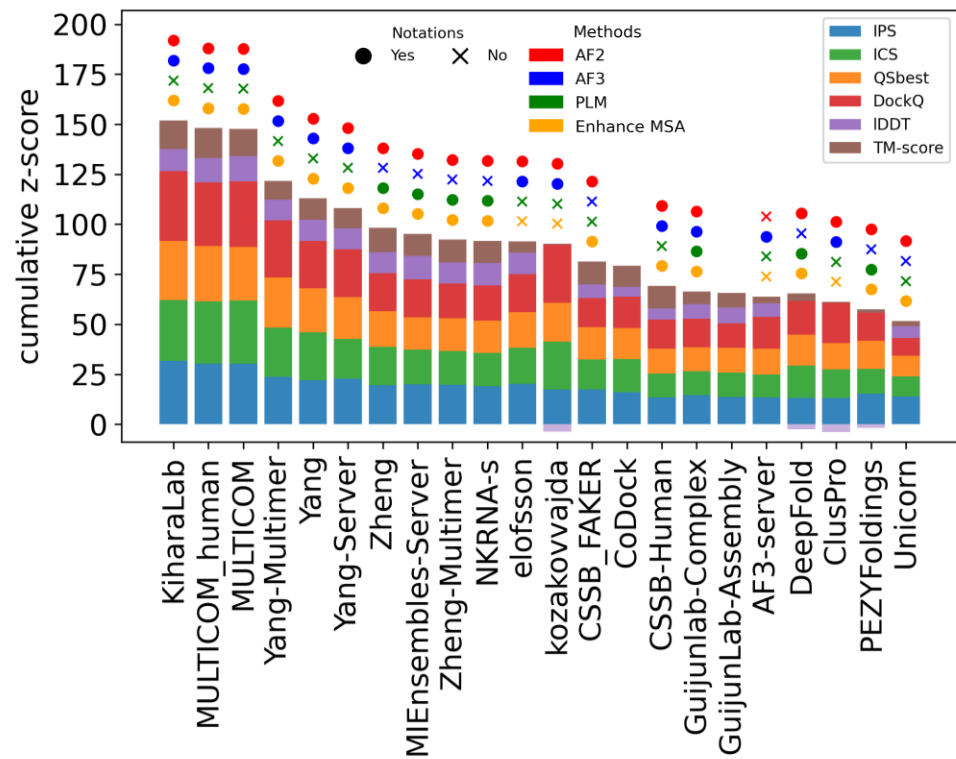 cumulative z-score
200
175
150
125
100
75
50
25
0
Notations
Yes
No
Methods
AF2
AF3
PLM
Enhance MSA
IPS
ICS
QSbest
DockQ
lDDT
TM-score
KiharaLab
MULTICOM_human
MULTICOM
Yang-Multimer
Yang
Yang-Server
Zheng
MIEnsembles-Server
Zheng-Multimer
NKRNA-s
elofsson
kozakovvajda
CSSB_FAKER
CoDock
CSSB-Human
Guijunlab-Complex
GuijunLab-Assembly
AF3-server
DeepFold
ClusPro
PEZYFoldings
Unicorn